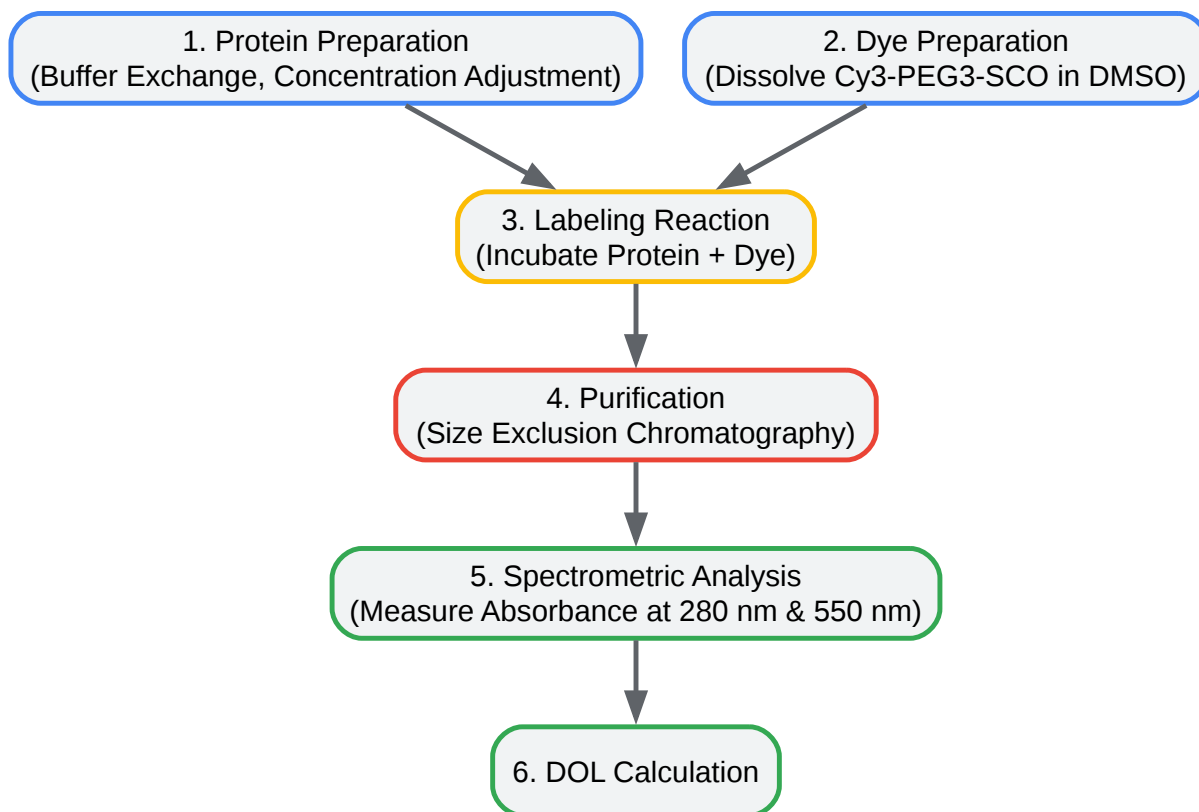 1. Protein Preparation
(Buffer Exchange, Concentration Adjustment)
2. Dye Preparation
(Dissolve Cy3-PEG3-SCO in DMSO)
3. Labeling Reaction
(Incubate Protein + Dye)
4. Purification
(Size Exclusion Chromatography)
5. Spectrometric Analysis
(Measure Absorbance at 280 nm & 550 nm)
6. DOL Calculation